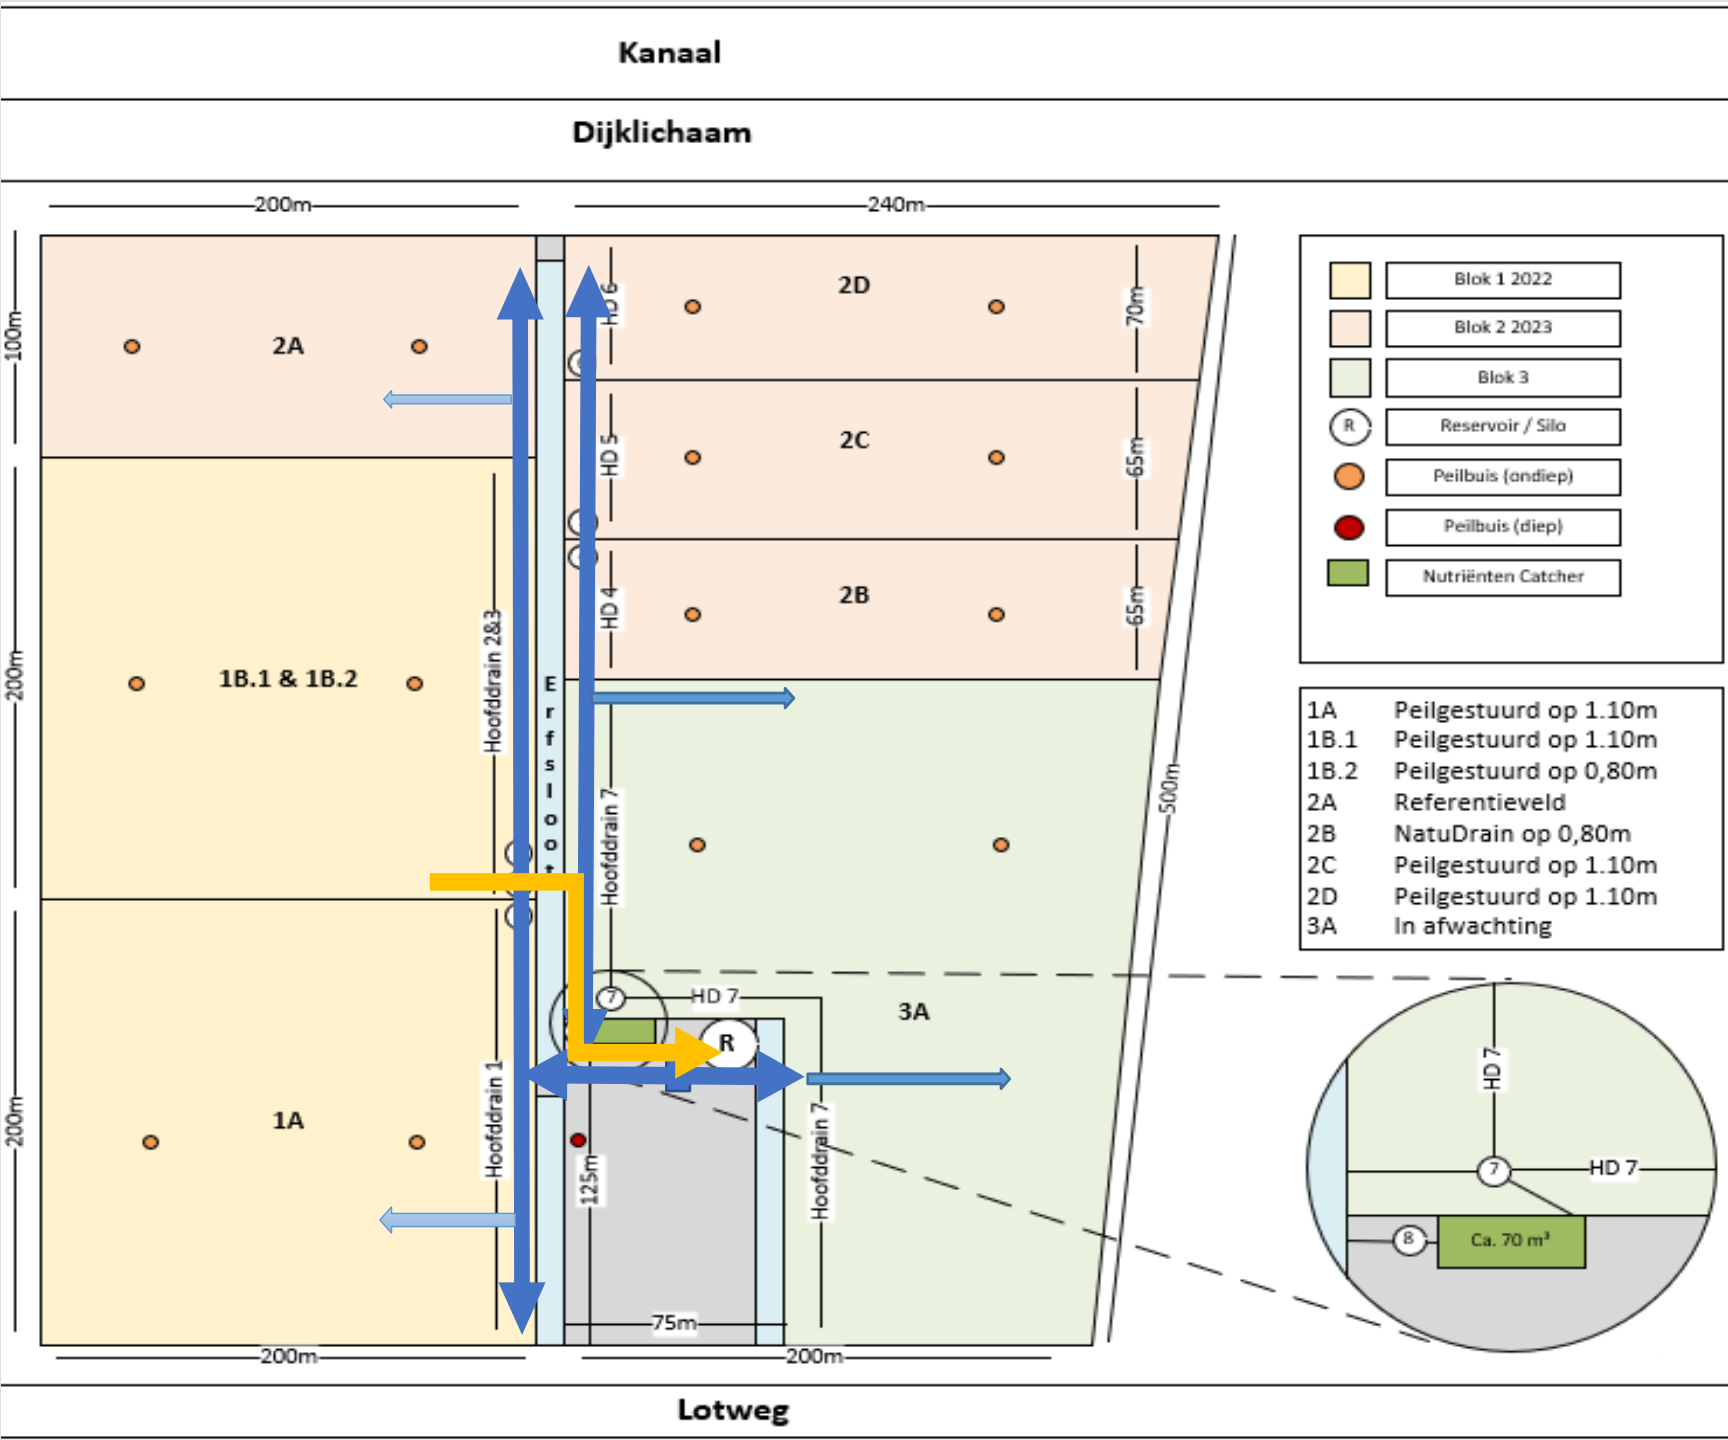 Kanaal
Dijklichaam
200m
240m
100m
200m
200m
2A
1B.1 & 1B.2
1A
Hoofddrain 2&3
Hoofddrain 1
Erfsloot
HD 6
HD 5
HD 4
Hoofddrain 7
2D
2C
2B
70m
65m
65m
500m
7
HD 7
3A
R
Hoofddrain 7
125m
75m
200m
200m
Lotweg
Blok 1 2022
Blok 2 2023
Blok 3
R
Reservoir / Silo
Peilbuis (ondiep)
Peilbuis (diep)
Nutriënten Catcher
1A Peilgestuurd op 1.10m
1B.1 Peilgestuurd op 1.10m
1B.2 Peilgestuurd op 0,80m
2A Referentieveld
2B NatuDrain op 0,80m
2C Peilgestuurd op 1.10m
2D Peilgestuurd op 1.10m
3A In afwachting
HD 7
7
HD 7
8
Ca. 70 m³